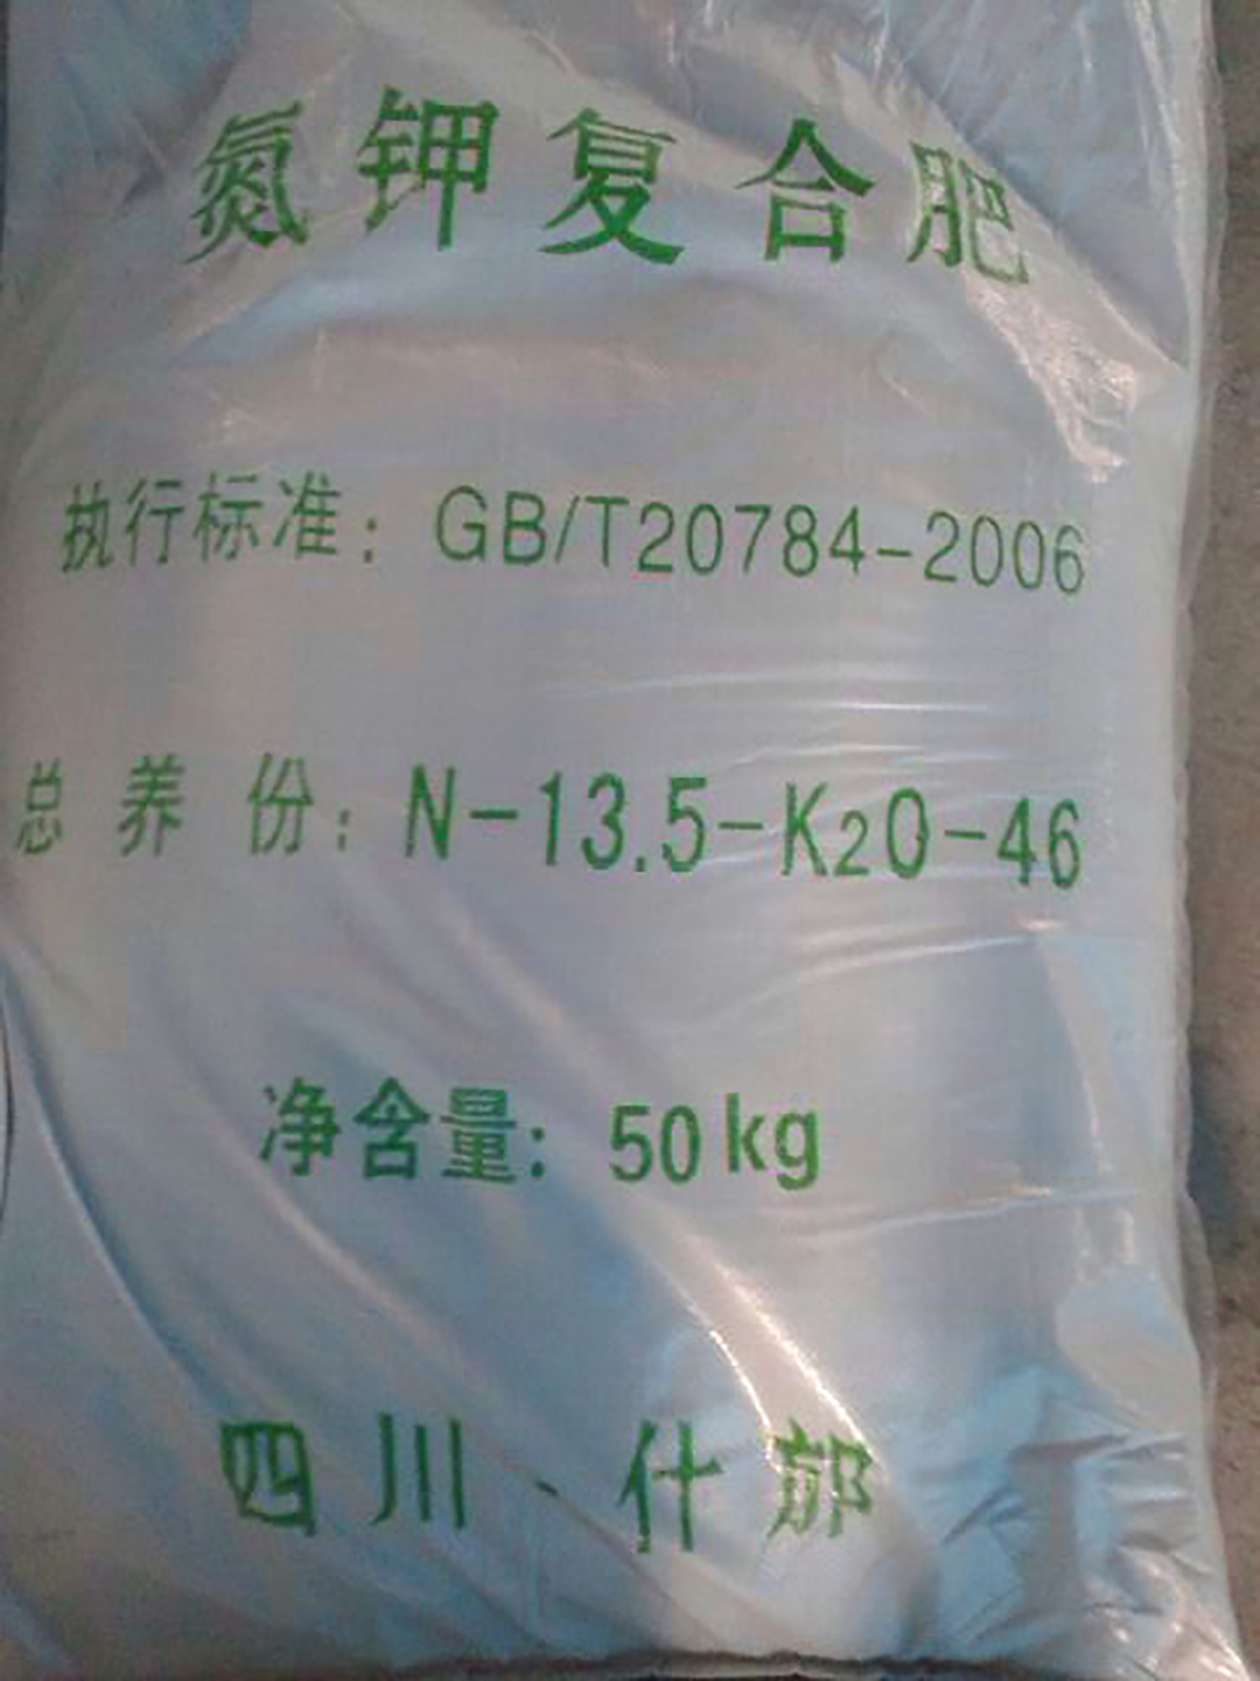 氮钾复合肥
执行标准：GB/T20784-2006
总养份：N-13.5-K₂O-46
净含量：50kg
四川·什邡